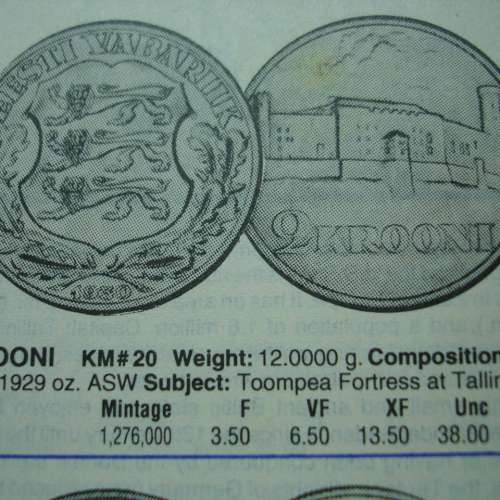 EESTI VABARIIK
1930
2 KROONI
OONI KM#20 Weight: 12.0000 g. Composition
1929 oz. ASW Subject: Toompea Fortress at Tallin
Mintage F VF XF Unc
1,276,000 3.50 6.50 13.50 38.00